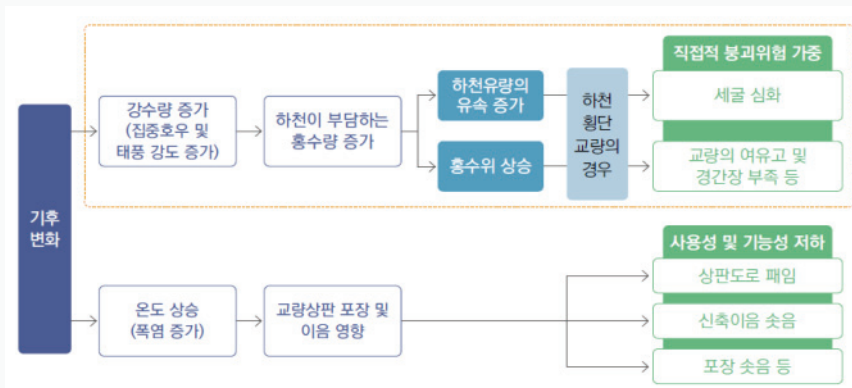 기후
변화
강수량 증가
(집중호우 및
태풍 강도 증가)
하천이 부담하는
홍수량 증가
하천유량의
유속 증가
홍수위 상승
하천
횡단
교량의
경우
직접적 붕괴위험 가중
세굴 심화
교량의 여유고 및
경간장 부족 등
온도 상승
(폭염 증가)
교량상판 포장 및
이음 영향
사용성 및 기능성 저하
상판도로 패임
신축이음 솟음
포장 솟음 등